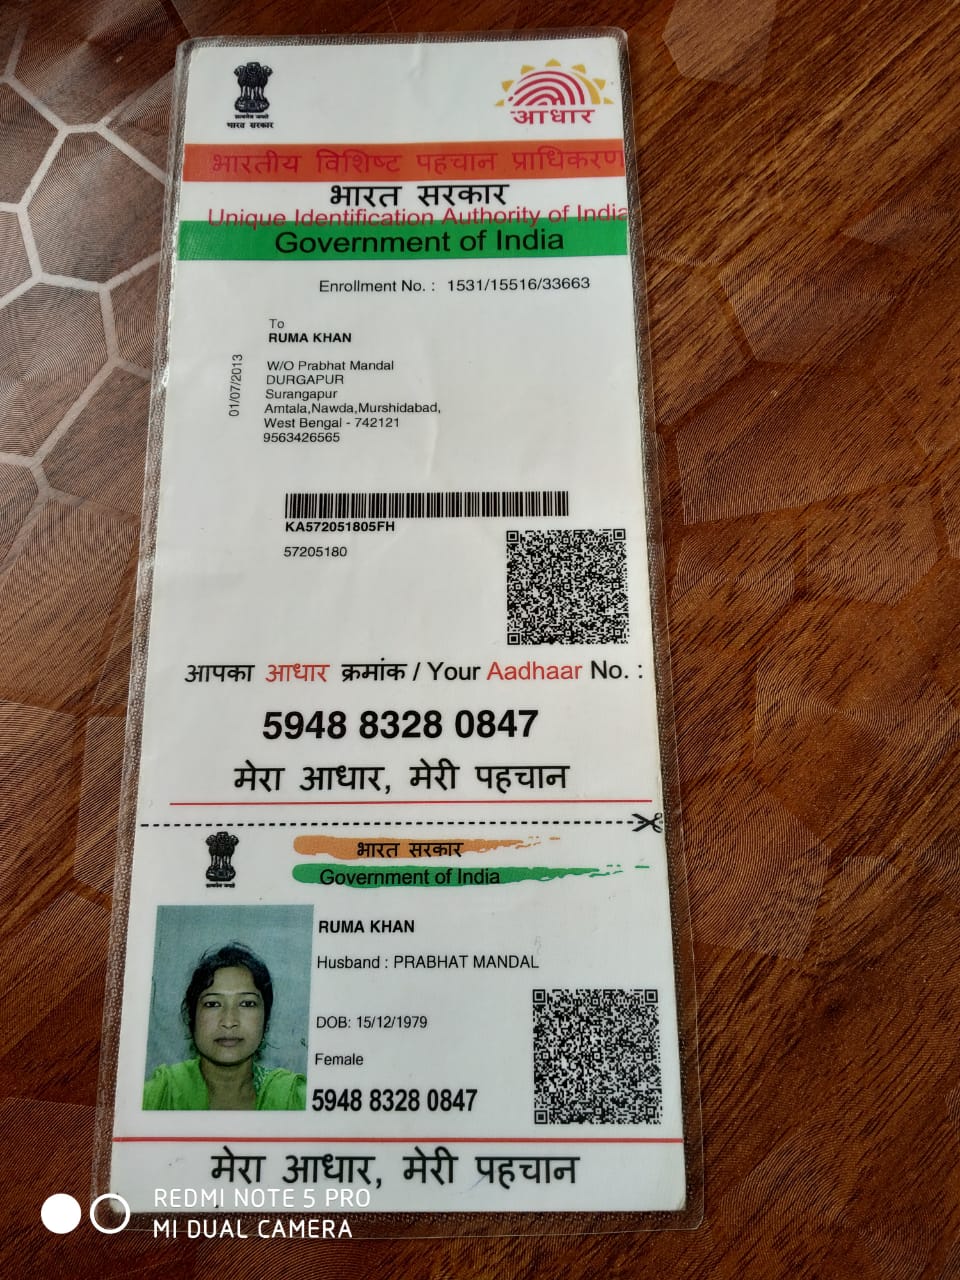 सत्यमेव जयते
भारत सरकार
आधार
भारतीय विशिष्ट पहचान प्राधिकरण
भारत सरकार
Unique Identification Authority of India
Government of India
Enrollment No. : 1531/15516/33663
To
RUMA KHAN
01/07/2013
W/O Prabhat Mandal
DURGAPUR
Surangapur
Amtala,Nawda,Murshidabad,
West Bengal - 742121
9563426565
KA572051805FH
57205180
आपका आधार क्रमांक / Your Aadhaar No. :
5948 8328 0847
मेरा आधार, मेरी पहचान
सत्यमेव जयते
भारत सरकार
Government of India
RUMA KHAN
Husband : PRABHAT MANDAL
DOB: 15/12/1979
Female
5948 8328 0847
मेरा आधार, मेरी पहचान
REDMI NOTE 5 PRO
MI DUAL CAMERA